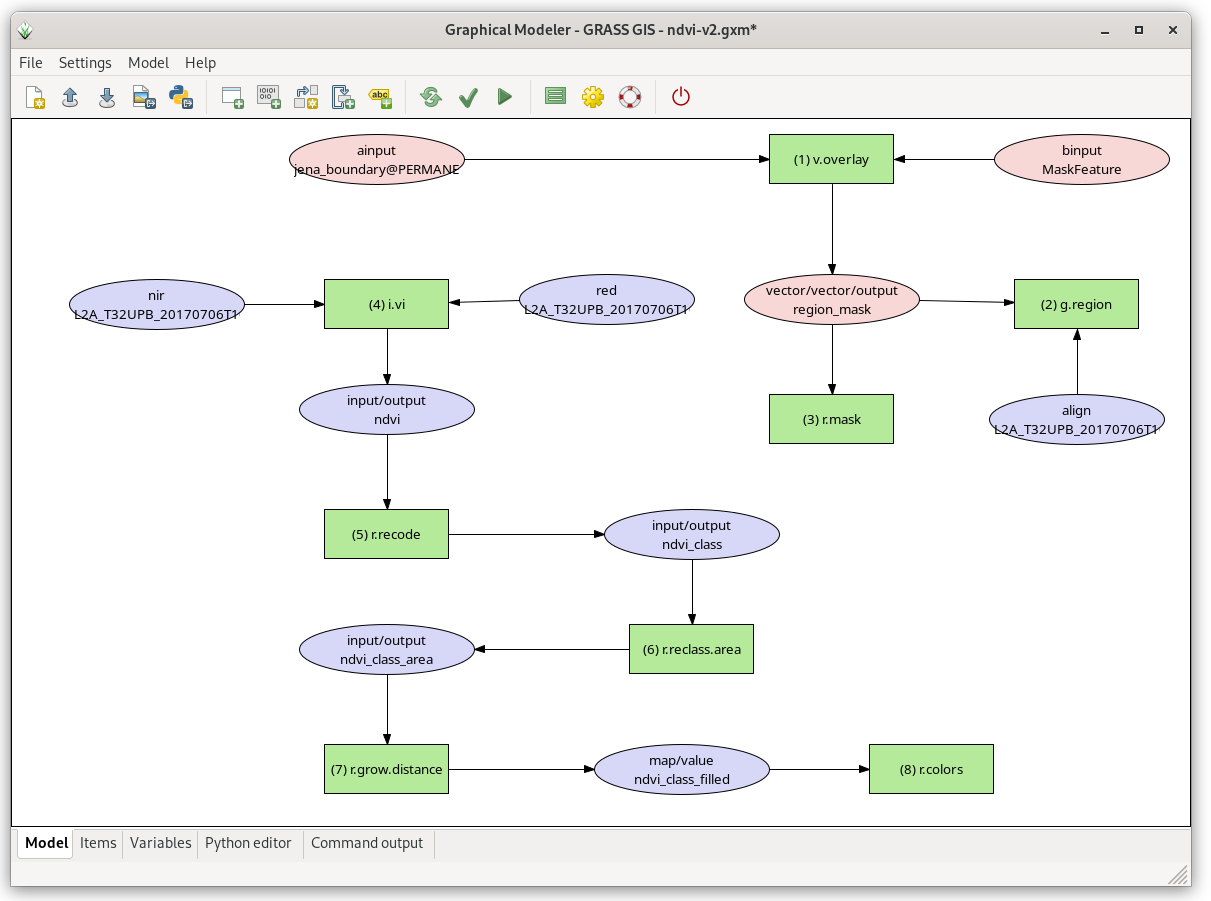 Graphical Modeler - GRASS GIS - ndvi-v2.gxm*
File Settings Model Help
abc
ainput
jena_boundary@PERMANE
(1) v.overlay
binput
MaskFeature
nir
L2A_T32UPB_20170706T1
(4) i.vi
red
L2A_T32UPB_20170706T1
vector/vector/output
region_mask
(2) g.region
input/output
ndvi
(3) r.mask
align
L2A_T32UPB_20170706T1
(5) r.recode
input/output
ndvi_class
input/output
ndvi_class_area
(6) r.reclass.area
(7) r.grow.distance
map/value
ndvi_class_filled
(8) r.colors
Model Items Variables Python editor Command output